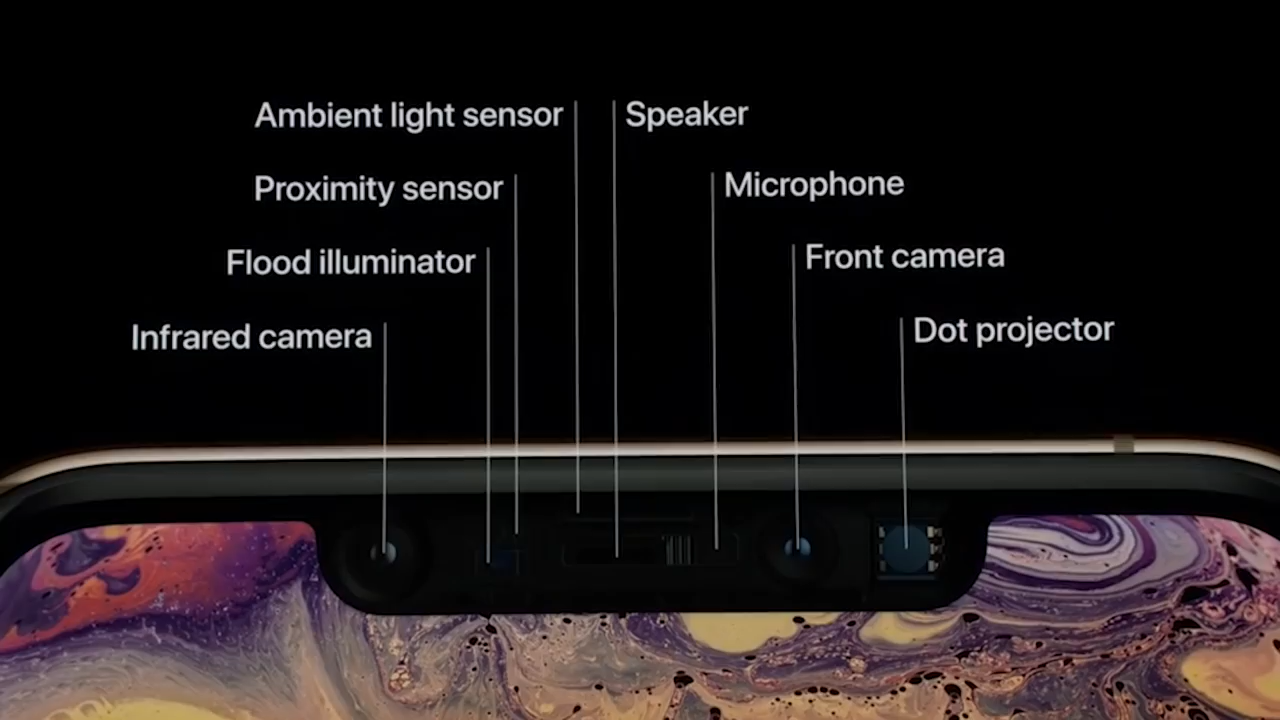 Ambient light sensor
Speaker
Proximity sensor
Microphone
Flood illuminator
Front camera
Infrared camera
Dot projector